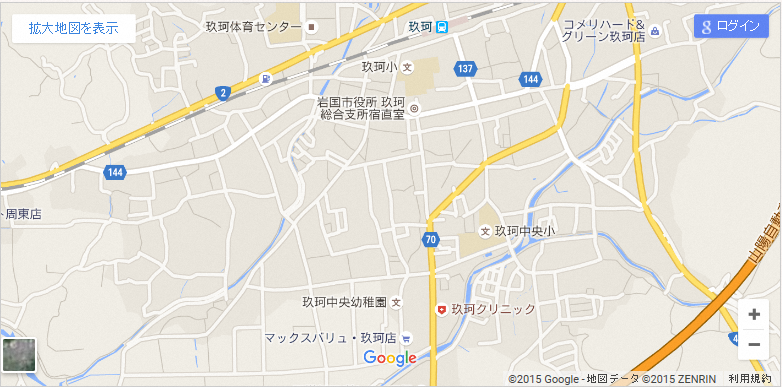 拡大地図を表示
玖珂体育センター
玖珂
コメリハード&
グリーン玖珂店
g ログイン
玖珂小
文
137
144
2
岩国市役所 玖珂
総合支所宿直室
144
ト周東店
文
玖珂中央小
70
山陽自動
玖珂中央幼稚園
文
玖珂クリニック
+
マックスバリュ・玖珂店
4
−
Google
©2015 Google - 地図データ ©2015 ZENRIN
利用規約